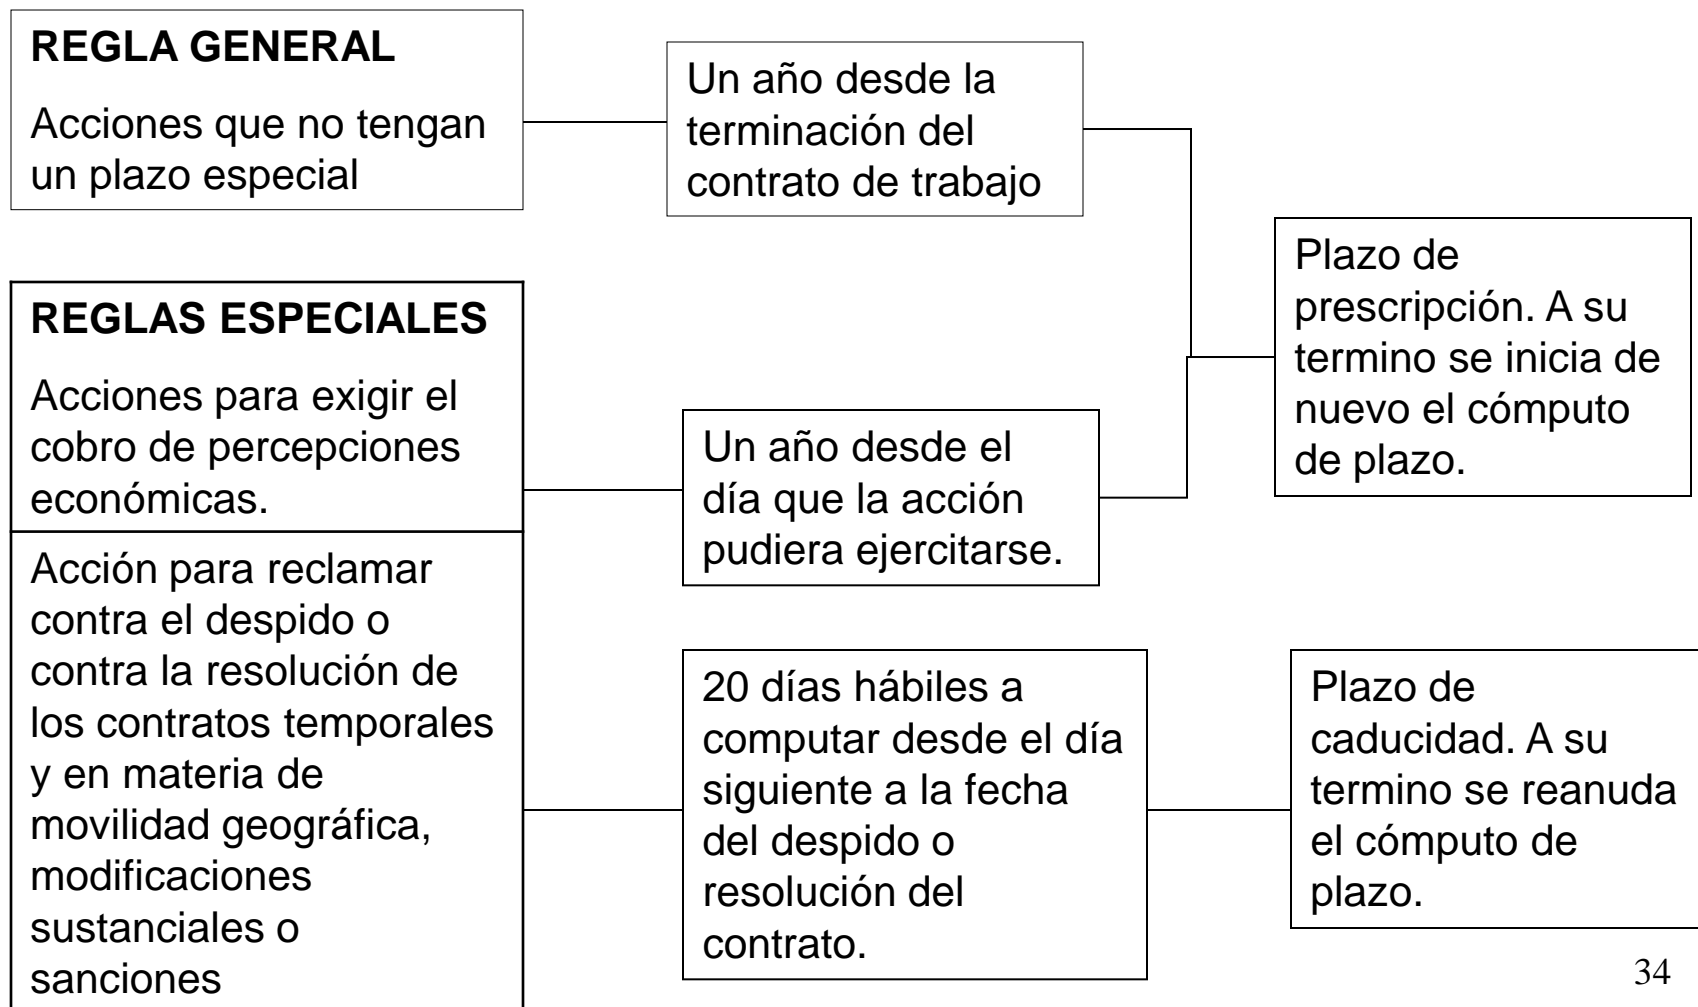 REGLA GENERAL
Acciones que no tengan
un plazo especial
Un año desde la
terminación del
contrato de trabajo
Plazo de
prescripción. A su
termino se inicia de
nuevo el cómputo
de plazo.
REGLAS ESPECIALES
Acciones para exigir el
cobro de percepciones
económicas.
Un año desde el
día que la acción
pudiera ejercitarse.
Acción para reclamar
contra el despido o
contra la resolución de
los contratos temporales
y en materia de
movilidad geográfica,
modificaciones
sustanciales o
sanciones
20 días hábiles a
computar desde el día
siguiente a la fecha
del despido o
resolución del
contrato.
Plazo de
caducidad. A su
termino se reanuda
el cómputo de
plazo.
34